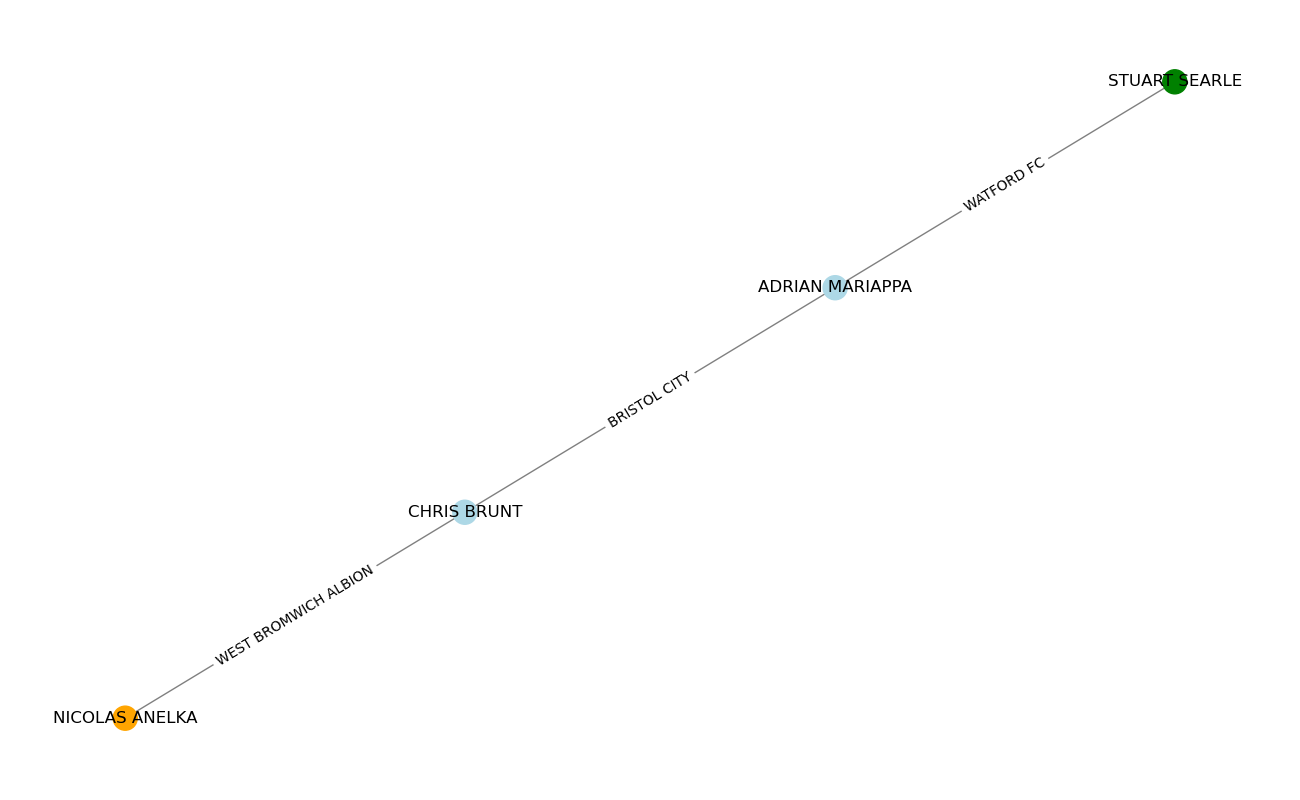 STUART SEARLE
WATFORD FC
ADRIAN MARIAPPA
BRISTOL CITY
CHRIS BRUNT
WEST BROMWICH ALBION
NICOLAS ANELKA